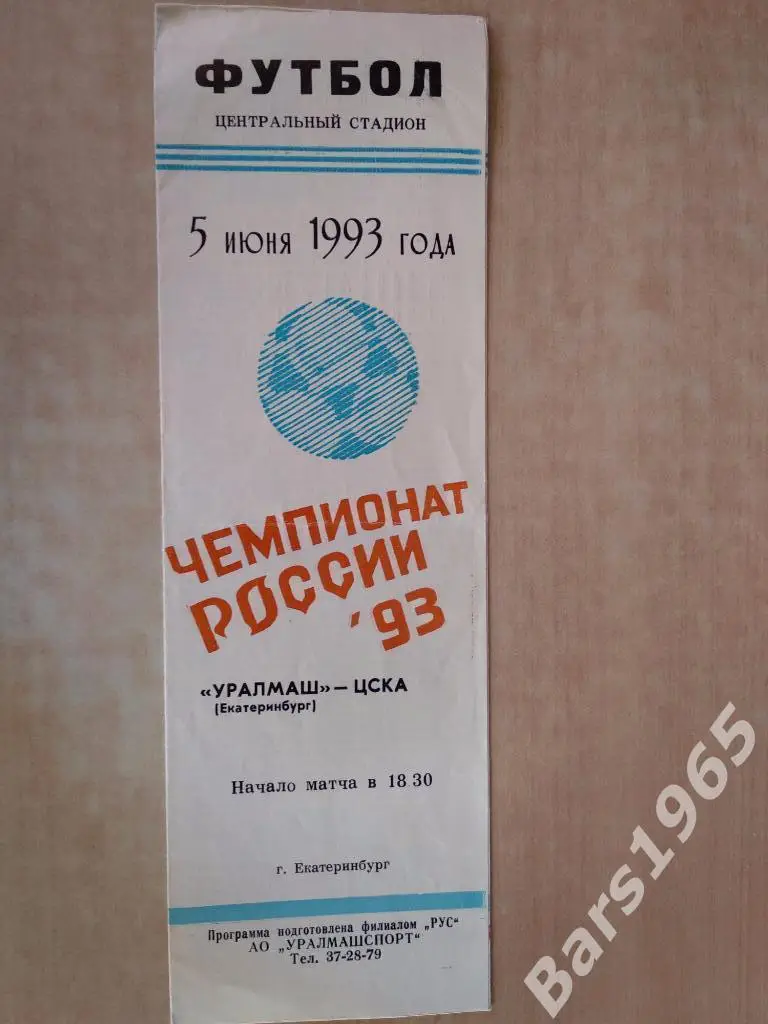 ФУТБОЛ
ЦЕНТРАЛЬНЫЙ СТАДИОН
5 июня 1993 года
ЧЕМПИОНАТ
РОССИИ
'93
«УРАЛМАШ» — ЦСКА
(Екатеринбург)
Начало матча в 18.30
г. Екатеринбург
Программа подготовлена филиалом „РУС"
АО „УРАЛМАШСПОРТ"
Тел. 37-28-79
Bars1965